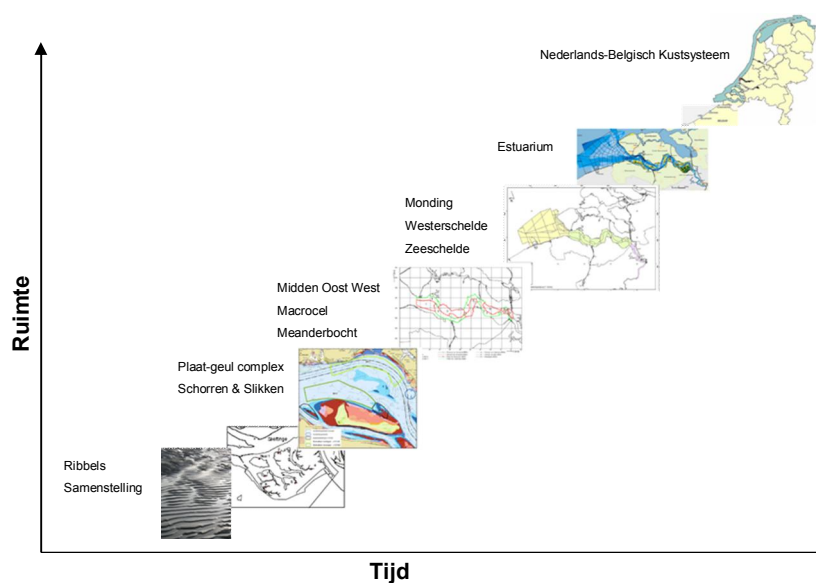 Nederlands-Belgisch Kustsysteem
Estuarium
Monding
Westerschelde
Zeeschelde
Midden Oost West
Macrocel
Meanderbocht
Plaat-geul complex
Schorren & Slikken
Ribbels
Samenstelling
Ruimte
Tijd